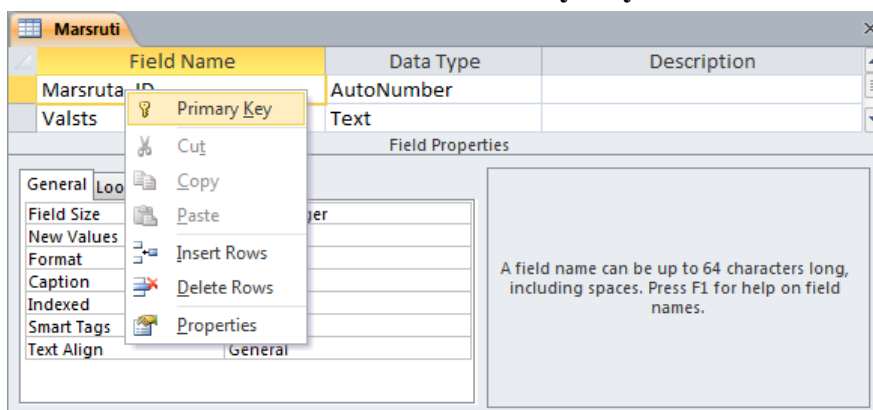 Marsruti
Field Name Data Type Description
Marsruta_ID AutoNumber
Valsts Text
Field Properties
Primary Key
Cut
Copy
Paste
Insert Rows
Delete Rows
Properties
General Loo
Field Size ger
New Values
Format
Caption
Indexed
Smart Tags
Text Align General
A field name can be up to 64 characters long,
including spaces. Press F1 for help on field
names.